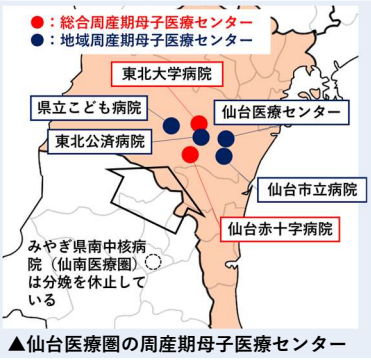 ●：総合周産期母子医療センター
●：地域周産期母子医療センター
東北大学病院
県立こども病院
仙台医療センター
東北公済病院
仙台市立病院
仙台赤十字病院
みやぎ県南中核病
院（仙南医療圏）
は分娩を休止して
いる
▲仙台医療圏の周産期母子医療センター